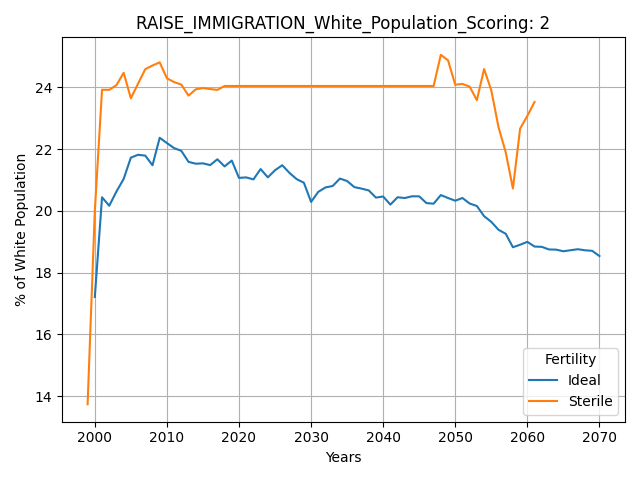 RAISE_IMMIGRATION_White_Population_Scoring: 2
% of White Population
24
22
20
18
16
14
2000 2010 2020 2030 2040 2050 2060 2070
Years
Fertility
Ideal
Sterile